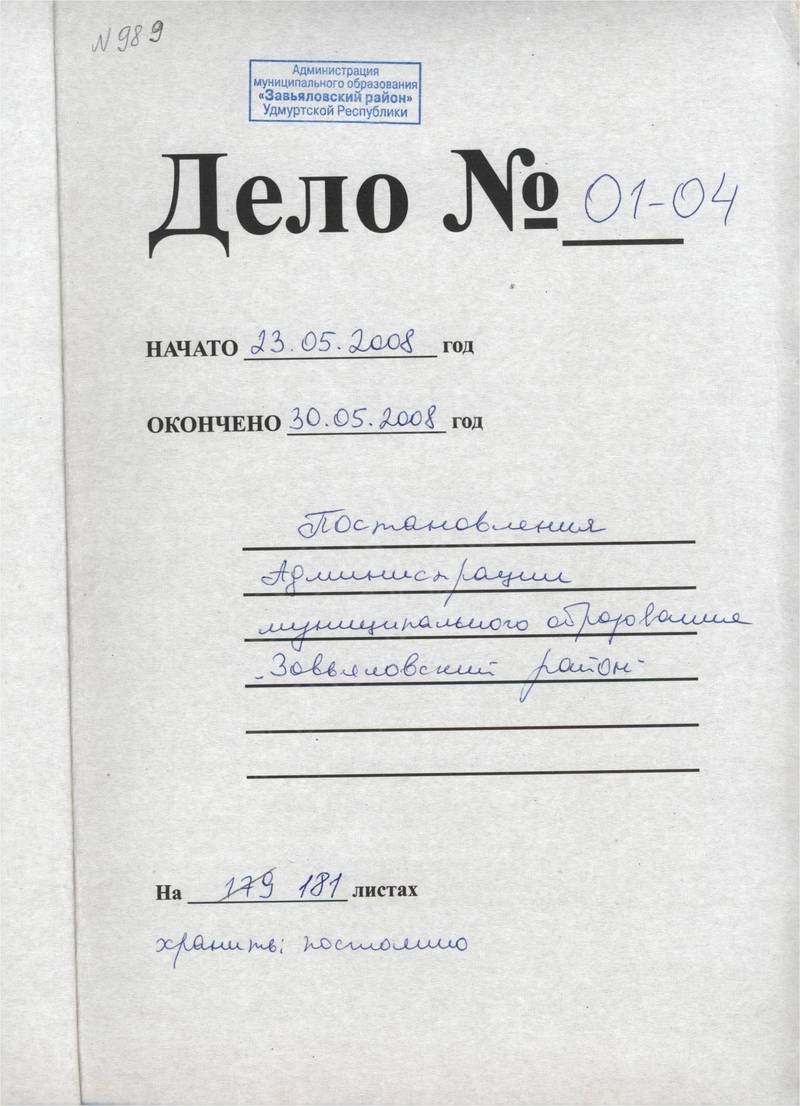 N 989
Администрация
муниципального образования
«Завьяловский район»
Удмуртской Республики
Дело № 01-04
НАЧАТО 23.05.2008 год
ОКОНЧЕНО 30.05.2008 год
Постановления
Администрации
муниципального образования
"Завьяловский район"
На 179 181 листах
хранить: постоянно